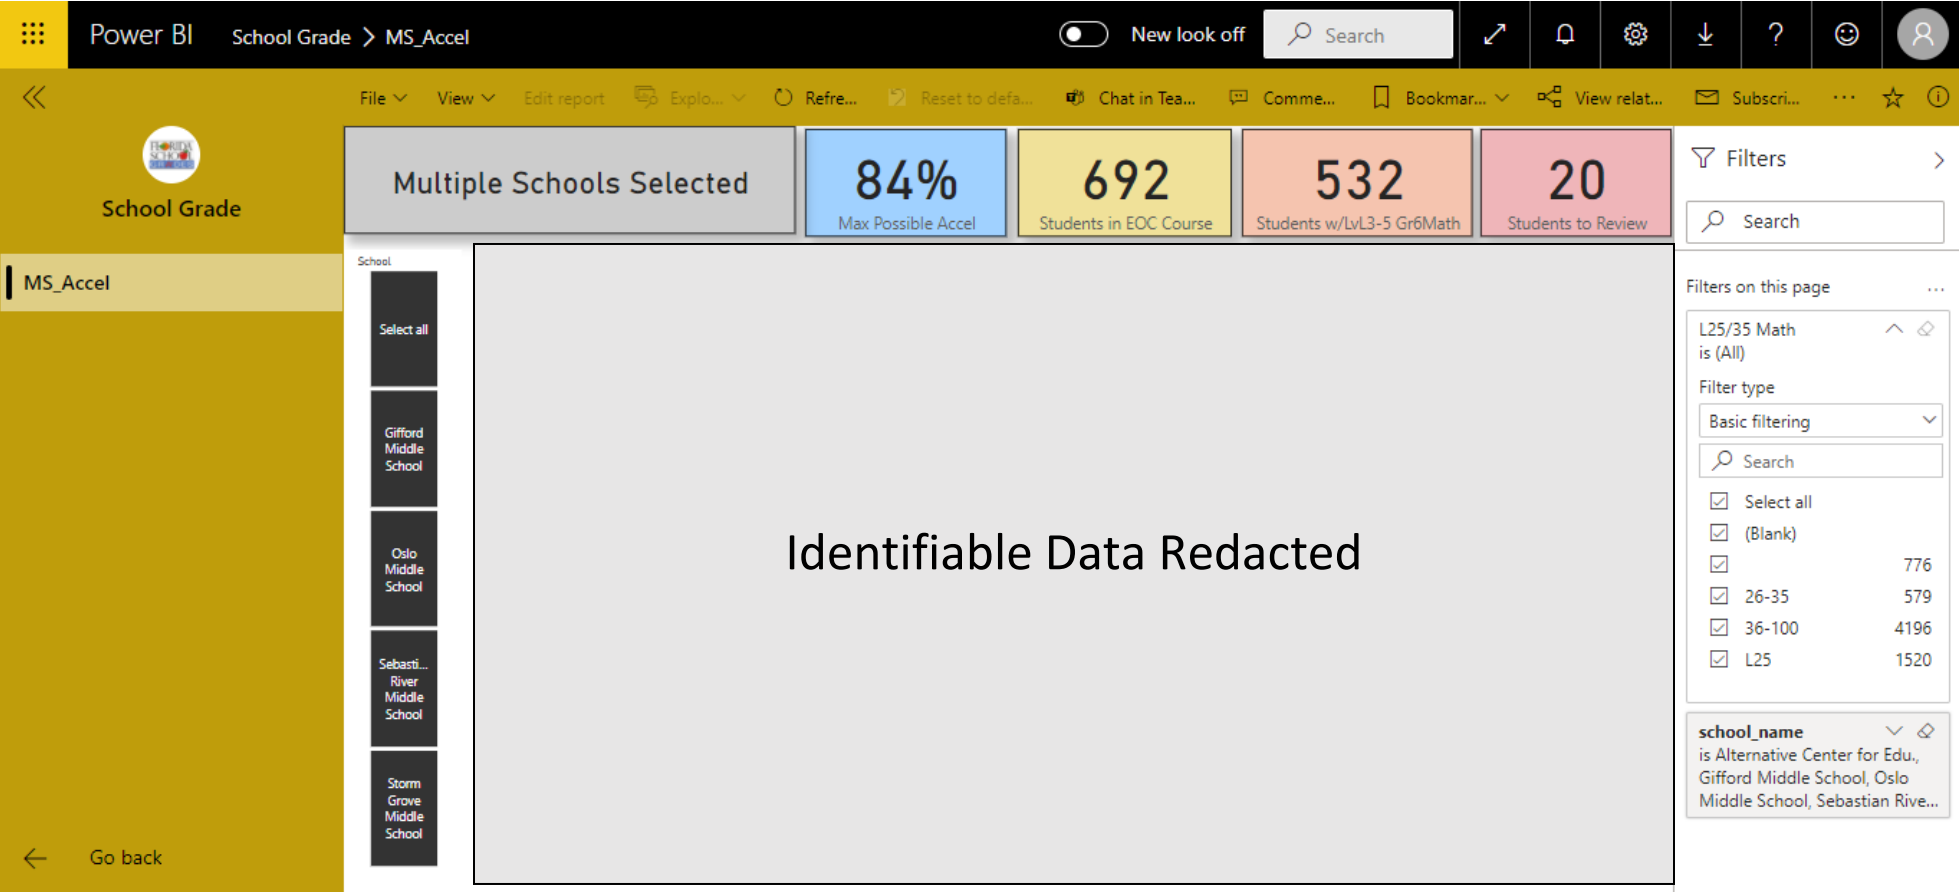 Power BI School Grade > MS_Accel New look off Search
File View Edit report Explo... Refre... Reset to defa... Chat in Tea... Comme... Bookmar... View relat... Subscri... ...
FLORIDA
SCHOOL
GRADES
School Grade
MS_Accel
Go back
Multiple Schools Selected
84%
Max Possible Accel
692
Students in EOC Course
532
Students w/LvL3-5 Gr6Math
20
Students to Review
School
Select all
Gifford
Middle
School
Oslo
Middle
School
Sebasti...
River
Middle
School
Storm
Grove
Middle
School
Identifiable Data Redacted
Filters
Search
Filters on this page ...
L25/35 Math
is (All)
Filter type
Basic filtering
Search
Select all
(Blank)
776
26-35 579
36-100 4196
L25 1520
school_name
is Alternative Center for Edu.,
Gifford Middle School, Oslo
Middle School, Sebastian Rive...